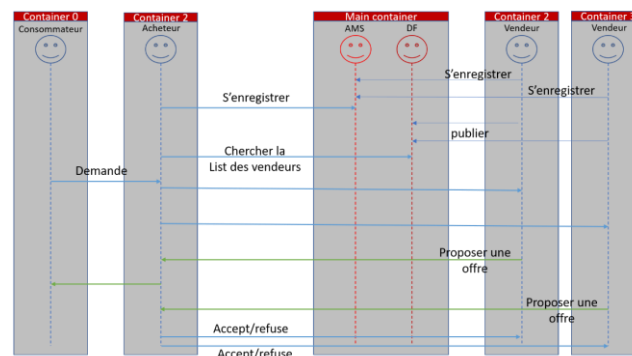 Container 0
Container 2
Main container
Container 2
Container
Consommateur
Acheteur
AMS
DF
Vendeur
Vendeur
S'enregistrer
S'enregistrer
S'enregistrer
publier
Chercher la
List des vendeurs
Demande
Proposer une
offre
Proposer une
offre
Accept/refuse
Accept/refuse